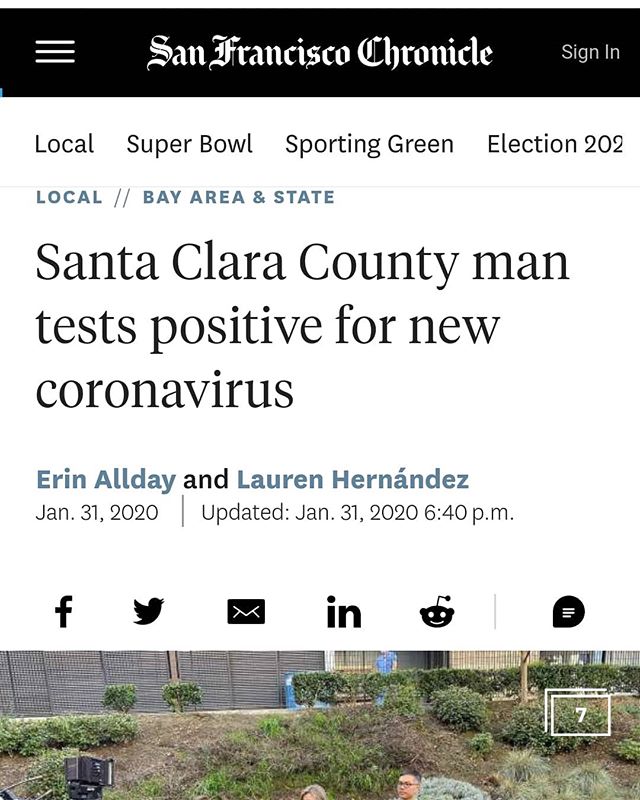 San Francisco Chronicle
Sign In
Local Super Bowl Sporting Green Election 202
LOCAL // BAY AREA & STATE
Santa Clara County man
tests positive for new
coronavirus
Erin Allday and Lauren Hernández
Jan. 31, 2020 | Updated: Jan. 31, 2020 6:40 p.m.
7